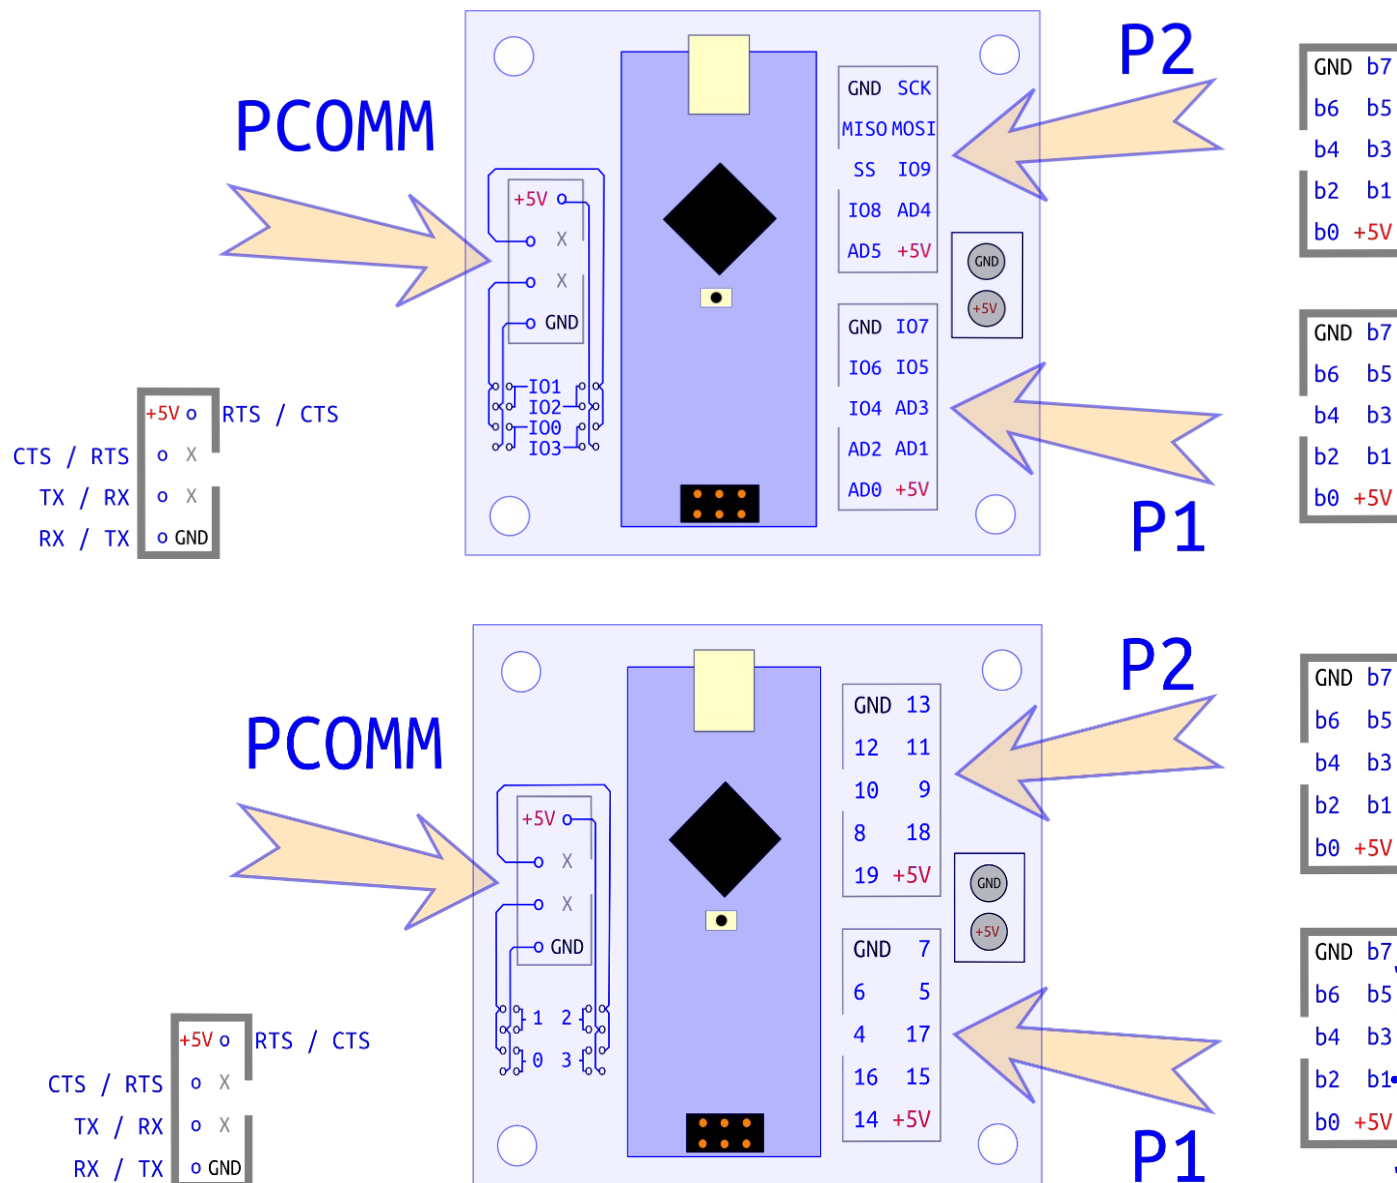 P2
PCOMM
GND SCK
MISO MOSI
SS IO9
IO8 AD4
AD5 +5V
GND b7
b6 b5
b4 b3
b2 b1
b0 +5V
+5V
X
X
GND
GND
+5V
GND IO7
IO6 IO5
IO4 AD3
AD2 AD1
AD0 +5V
GND b7
b6 b5
b4 b3
b2 b1
b0 +5V
IO1
IO2
IO0
IO3
+5V RTS / CTS
CTS / RTS X
TX / RX X
RX / TX GND
P1
P2
PCOMM
GND 13
12 11
10 9
8 18
19 +5V
GND b7
b6 b5
b4 b3
b2 b1
b0 +5V
+5V
X
X
GND
GND
+5V
GND 7
6 5
4 17
16 15
14 +5V
GND b7
b6 b5
b4 b3
b2 b1
b0 +5V
1 2
0 3
+5V RTS / CTS
CTS / RTS X
TX / RX X
RX / TX GND
P1